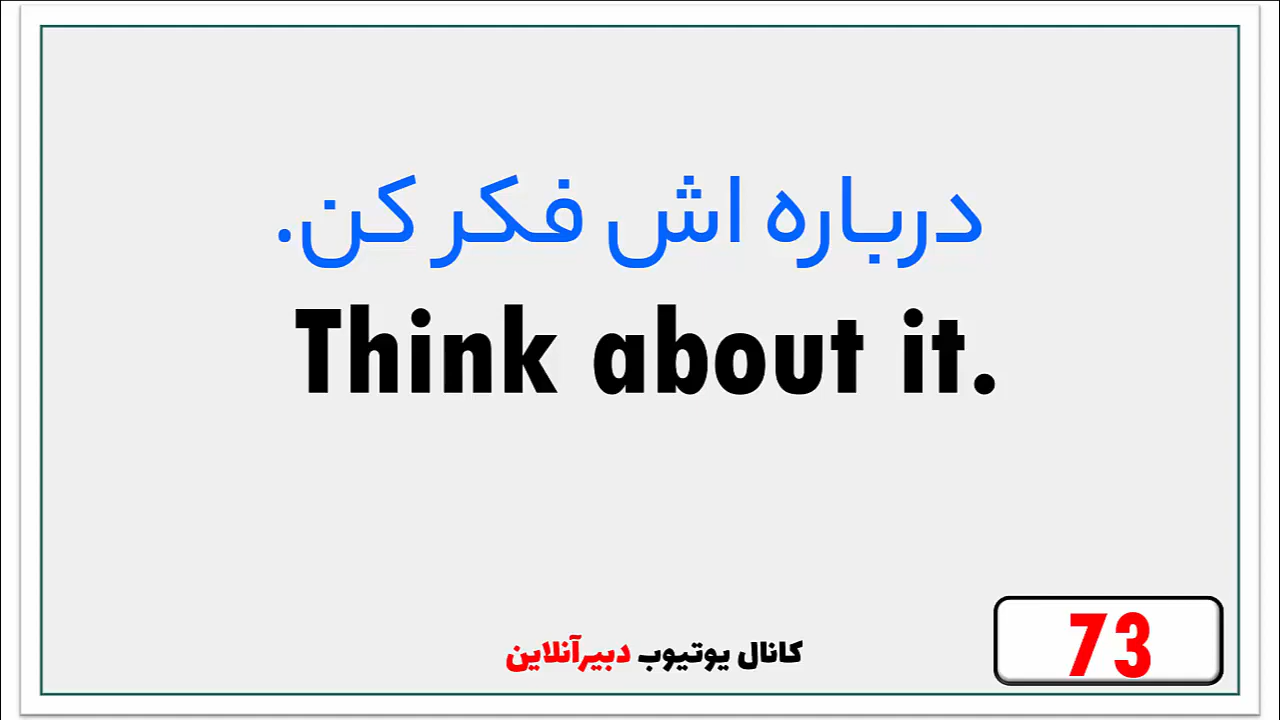 درباره اش فکر کن.
Think about it.
کانال یوتیوب دبیرآنلاین
73